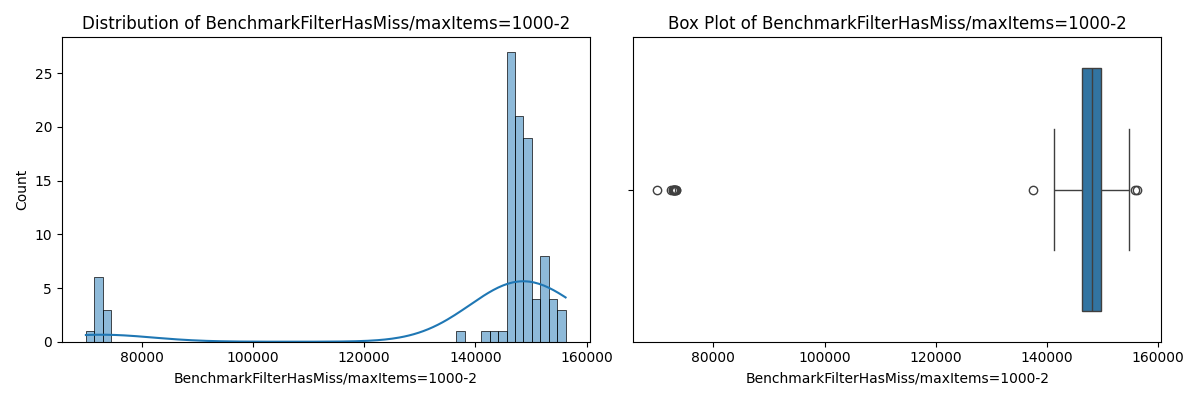 Distribution of BenchmarkFilterHasMiss/maxItems=1000-2
25
20
15
10
5
0
Count
80000 100000 120000 140000 160000
BenchmarkFilterHasMiss/maxItems=1000-2
Box Plot of BenchmarkFilterHasMiss/maxItems=1000-2
80000 100000 120000 140000 160000
BenchmarkFilterHasMiss/maxItems=1000-2